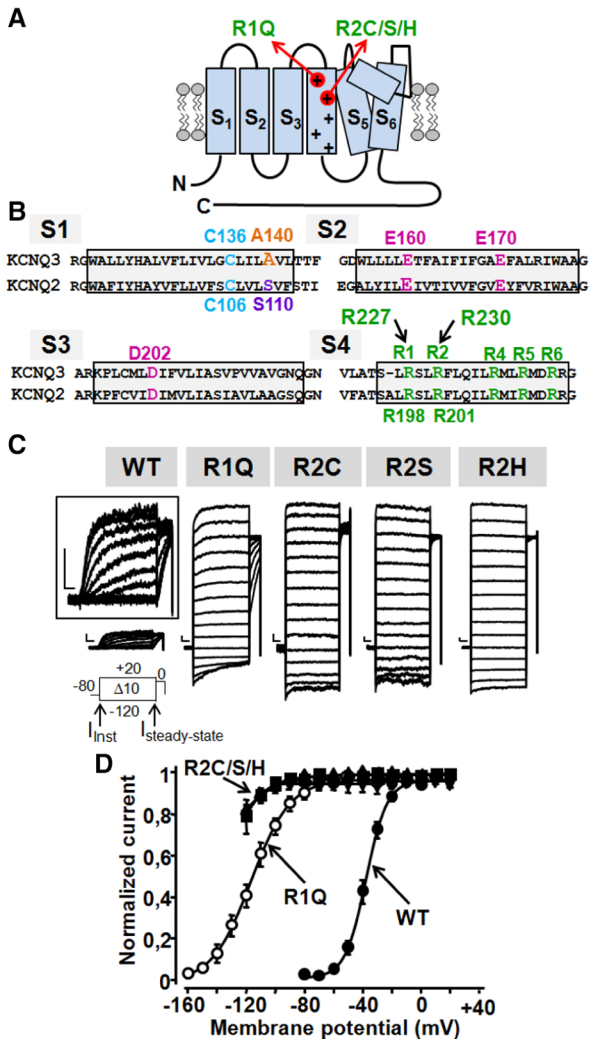 A
R1Q
R2C/S/H
+
+
+
+
+
S1
S2
S3
S5
S6
N
C
B
S1
C136 A140
S2
E160
E170
KCNQ3 RGWALLYHALVFLIVLGCLILAVLTTF
GDWLLLLETFAIFIFGAEFALRIWAAG
KCNQ2 RGWAFIYHAYVFLLVFSCLVLSVFSTI
EGALYILEIVTIVVFGVEYFVRIWAAG
C106 S110
R227
R230
S3
D202
S4
R1
R2
R4 R5 R6
KCNQ3 ARKPLCMLDIFVLIASVPVVAVGNQGN
VLATS-LRSLRFLQILRMLRMDRRG
KCNQ2 ARKPFCVIDIMVLIASIAVLAAGSQGN
VFATSALRSLRFLQILRMIRMDRRG
R198
R201
C
WT
R1Q
R2C
R2S
R2H
+20
0
-80
Δ10
-120
IInst
Isteady-state
D
R2C/S/H
R1Q
WT
Normalized current
1
0,8
0,6
0,4
0,2
0
-160
-120
-80
-40
0
+40
Membrane potential (mV)